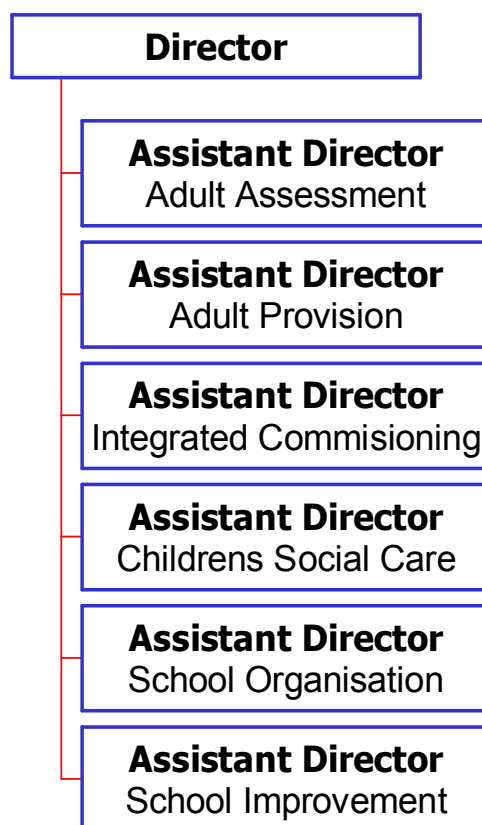 Director
Assistant Director
Adult Assessment
Assistant Director
Adult Provision
Assistant Director
Integrated Commisioning
Assistant Director
Childrens Social Care
Assistant Director
School Organisation
Assistant Director
School Improvement